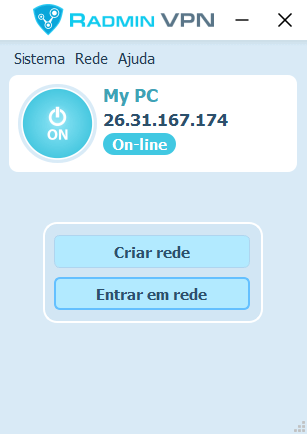 RADMIN VPN
Sistema Rede Ajuda
My PC
ON
26.31.167.174
On-line
Criar rede
Entrar em rede